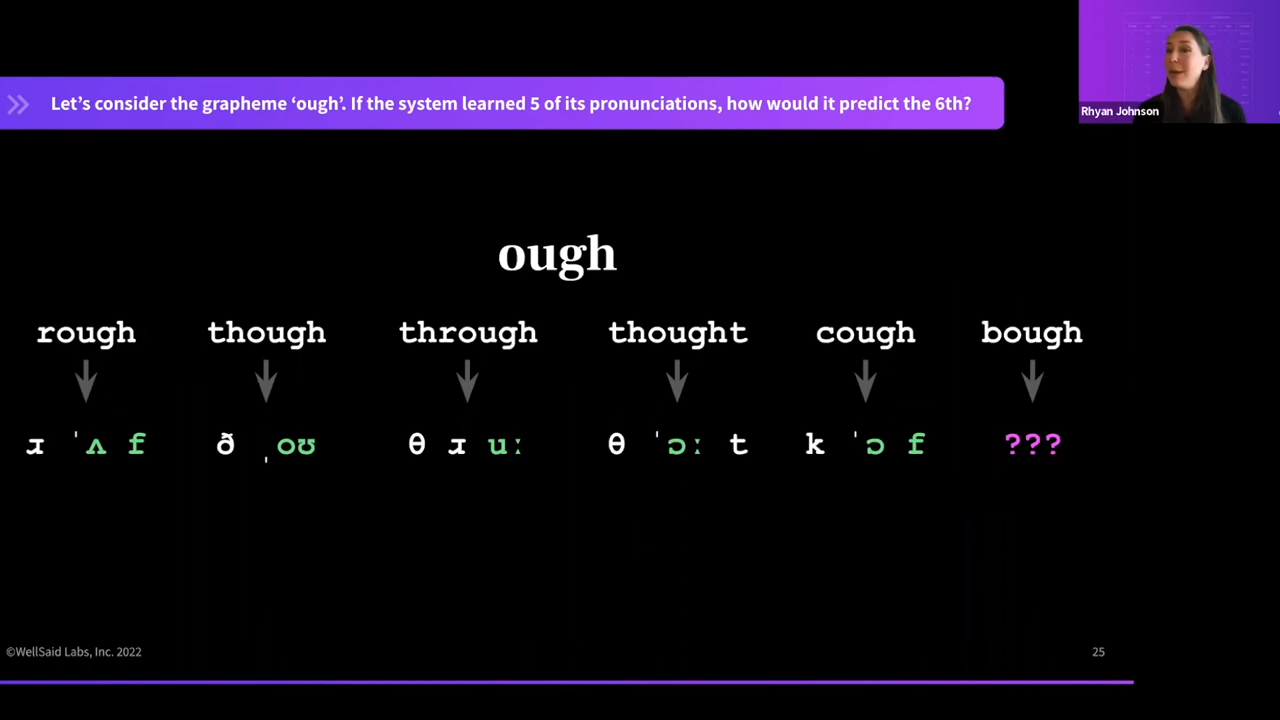 Let's consider the grapheme ‘ough’. If the system learned 5 of its pronunciations, how would it predict the 6th?
Rhyan Johnson
ough
rough though through thought cough bough
ɹ ˈʌ f ð ˌoʊ θ ɹ uː θ ˈɔː t k ˈɔ f ???
©WellSaid Labs, Inc. 2022
25